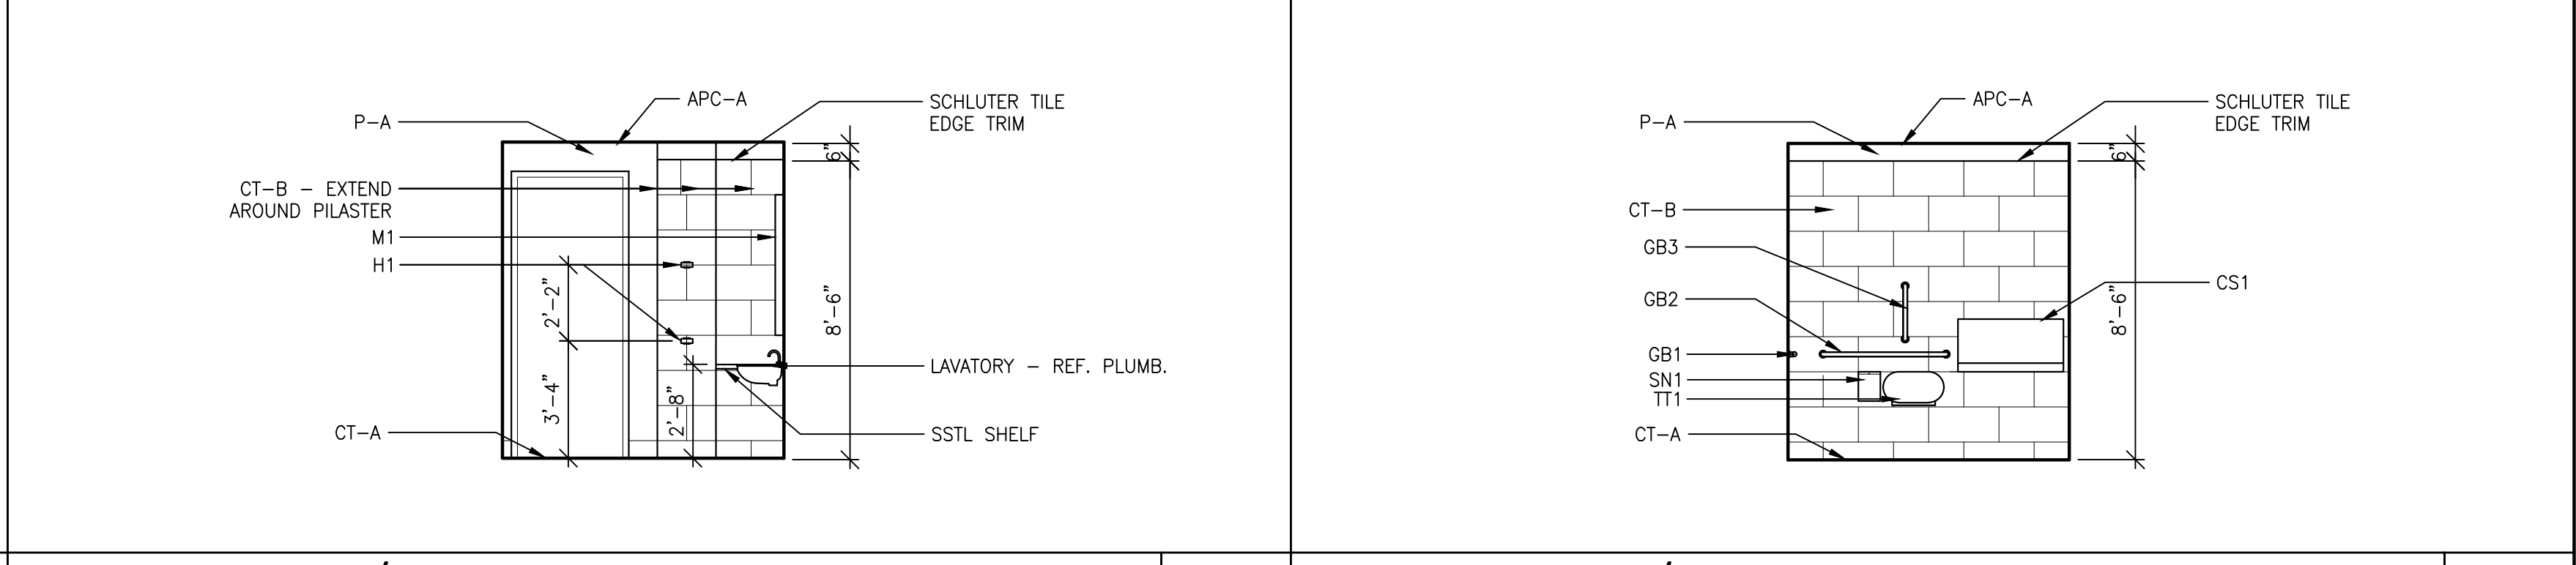 APC-A
SCHLUTER TILE
EDGE TRIM
P-A
6"
CT-B - EXTEND
AROUND PILASTER
M1
H1
2'-2"
8'-6"
LAVATORY - REF. PLUMB.
3'-4"
2'-8"
CT-A
SSTL SHELF
APC-A
SCHLUTER TILE
EDGE TRIM
P-A
6"
CT-B
GB3
CS1
GB2
8'-6"
GB1
SN1
TT1
CT-A